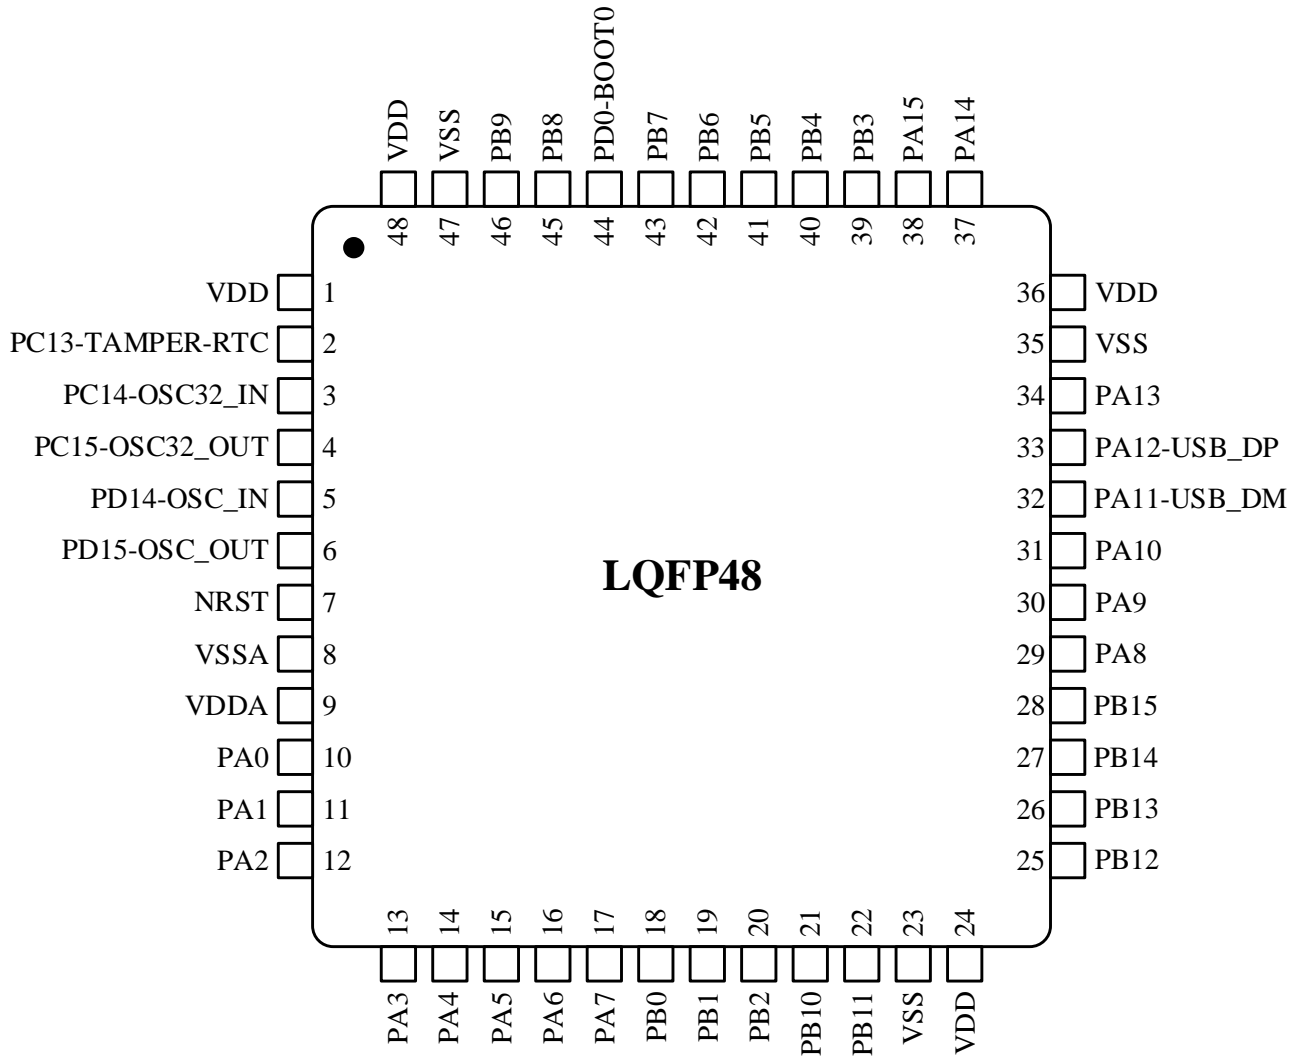 VDD
VSS
PB9
PB8
PD0-BOOT0
PB7
PB6
PB5
PB4
PB3
PA15
PA14
48
47
46
45
44
43
42
41
40
39
38
37
VDD 1
PC13-TAMPER-RTC 2
PC14-OSC32_IN 3
PC15-OSC32_OUT 4
PD14-OSC_IN 5
PD15-OSC_OUT 6
NRST 7
VSSA 8
VDDA 9
PA0 10
PA1 11
PA2 12
LQFP48
36 VDD
35 VSS
34 PA13
33 PA12-USB_DP
32 PA11-USB_DM
31 PA10
30 PA9
29 PA8
28 PB15
27 PB14
26 PB13
25 PB12
13
14
15
16
17
18
19
20
21
22
23
24
PA3
PA4
PA5
PA6
PA7
PB0
PB1
PB2
PB10
PB11
VSS
VDD